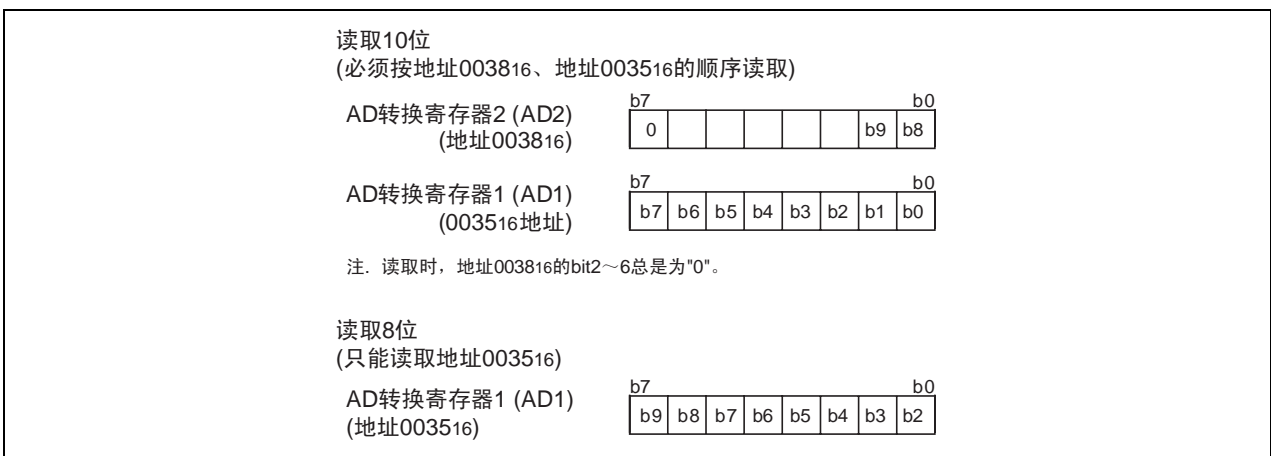 读取10位
(必须按地址003816、地址003516的顺序读取)
AD转换寄存器2 (AD2)
(地址003816)
b7 b0
0 b9 b8
AD转换寄存器1 (AD1)
(003516地址)
b7 b0
b7 b6 b5 b4 b3 b2 b1 b0
注. 读取时，地址003816的bit2～6总是为"0"。
读取8位
(只能读取地址003516)
AD转换寄存器1 (AD1)
(地址003516)
b7 b0
b9 b8 b7 b6 b5 b4 b3 b2